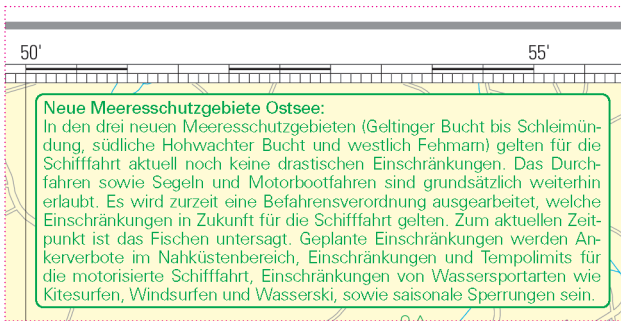 50' 55'
Neue Meeresschutzgebiete Ostsee:
In den drei neuen Meeresschutzgebieten (Geltinger Bucht bis Schleimün-
dung, südliche Hohwachter Bucht und westlich Fehmarn) gelten für die
Schifffahrt aktuell noch keine drastischen Einschränkungen. Das Durch-
fahren sowie Segeln und Motorbootfahren sind grundsätzlich weiterhin
erlaubt. Es wird zurzeit eine Befahrensverordnung ausgearbeitet, welche
Einschränkungen in Zukunft für die Schifffahrt gelten. Zum aktuellen Zeit-
punkt ist das Fischen untersagt. Geplante Einschränkungen werden An-
kerverbote im Nahküstenbereich, Einschränkungen und Tempolimits für
die motorisierte Schifffahrt, Einschränkungen von Wassersportarten wie
Kitesurfen, Windsurfen und Wasserski, sowie saisonale Sperrungen sein.